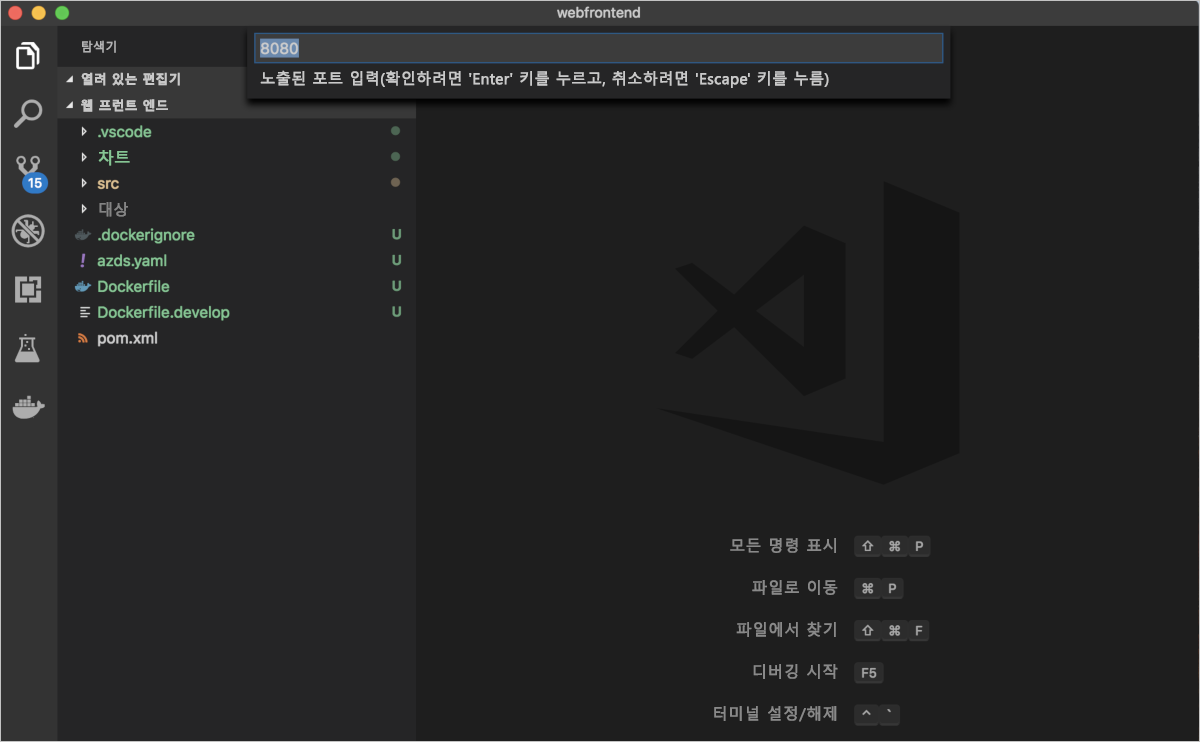 webfrontend
8080
노출된 포트 입력(확인하려면 'Enter' 키를 누르고, 취소하려면 'Escape' 키를 누름)
탐색기
열려 있는 편집기
웹 프런트 엔드
.vscode
차트
src
대상
.dockerignore U
azds.yaml U
Dockerfile U
Dockerfile.develop U
pom.xml
15
모든 명령 표시 ⇧ ⌘ P
파일로 이동 ⌘ P
파일에서 찾기 ⇧ ⌘ F
디버깅 시작 F5
터미널 설정/해제 ^ `